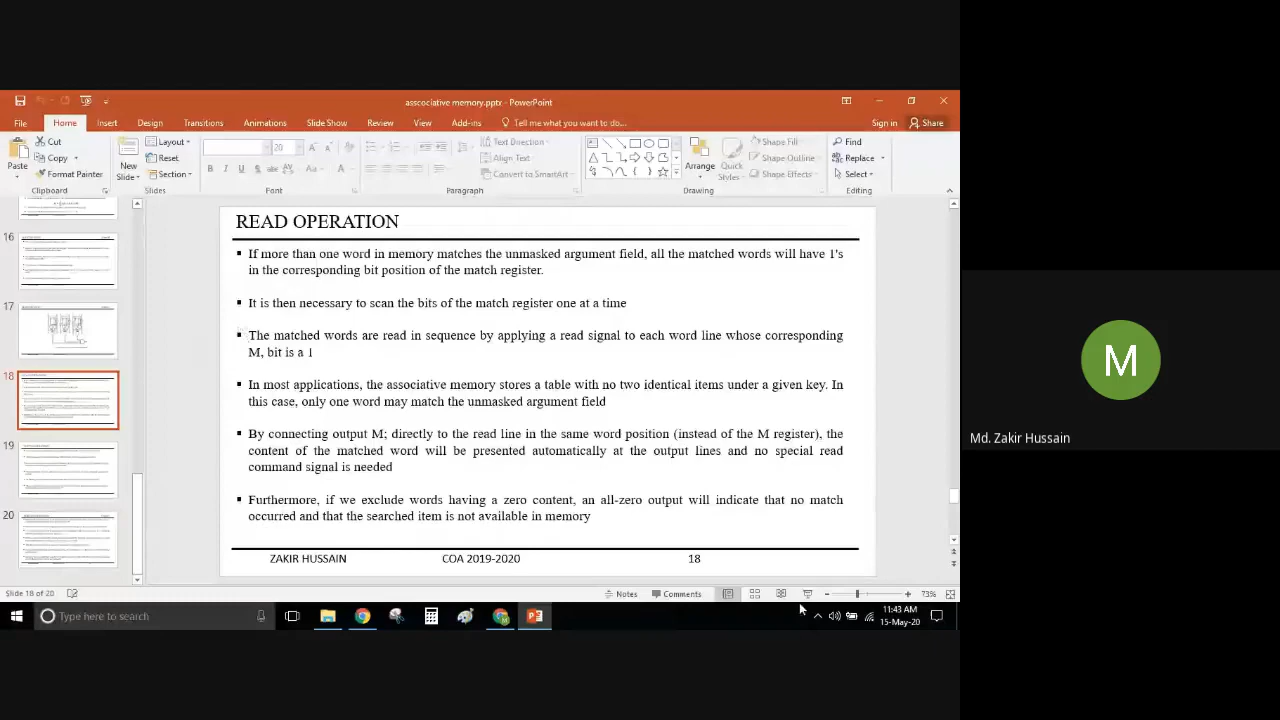 asscociative memory.pptx - PowerPoint
File Home Insert Design Transitions Animations Slide Show Review View Add-ins Tell me what you want to do... Sign in Share
Paste
Cut
Copy
Format Painter
Clipboard
New
Slide
Layout
Reset
Section
Slides
28
B I U S abc AV Aa A
Font
Text Direction
Align Text
Convert to SmartArt
Paragraph
Arrange
Quick
Styles
Shape Fill
Shape Outline
Shape Effects
Drawing
Find
Replace
Select
Editing
16
17
18
19
20
READ OPERATION
▪ If more than one word in memory matches the unmasked argument field, all the matched words will have 1's
in the corresponding bit position of the match register.
▪ It is then necessary to scan the bits of the match register one at a time
▪ The matched words are read in sequence by applying a read signal to each word line whose corresponding
M, bit is a 1
▪ In most applications, the associative memory stores a table with no two identical items under a given key. In
this case, only one word may match the unmasked argument field
▪ By connecting output M; directly to the read line in the same word position (instead of the M register), the
content of the matched word will be presented automatically at the output lines and no special read
command signal is needed
▪ Furthermore, if we exclude words having a zero content, an all-zero output will indicate that no match
occurred and that the searched item is not available in memory
ZAKIR HUSSAIN COA 2019-2020 18
Slide 18 of 20
Notes Comments 73%
Type here to search
11:43 AM
15-May-20
M
Md. Zakir Hussain